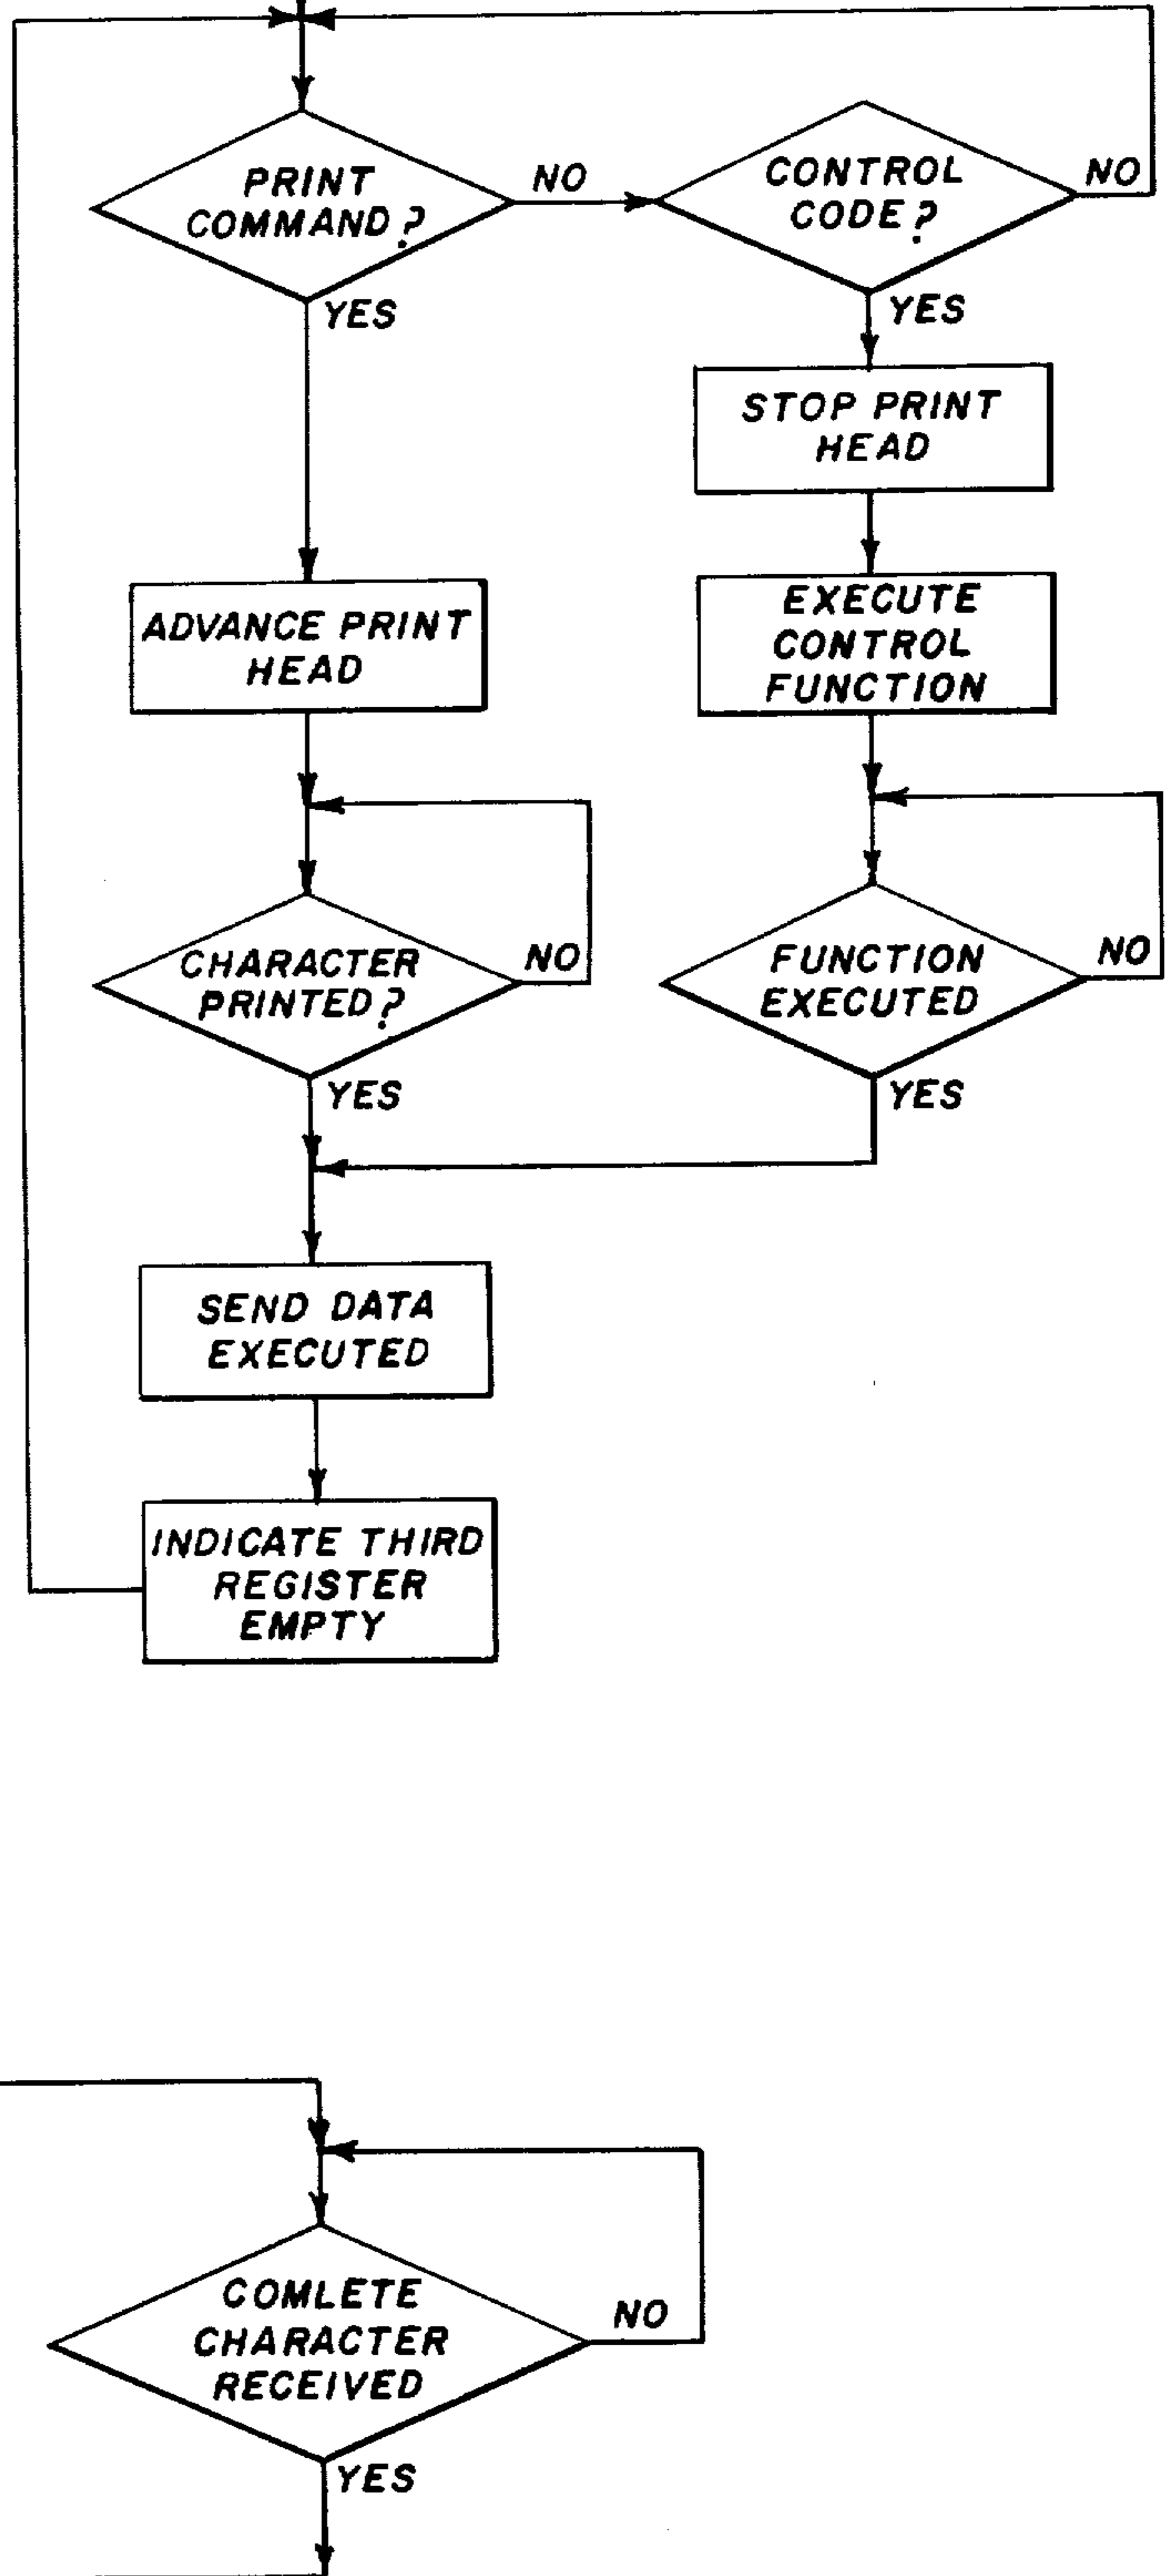 PRINT
COMMAND?
NO
CONTROL
CODE?
NO
YES
YES
STOP PRINT
HEAD
ADVANCE PRINT
HEAD
EXECUTE
CONTROL
FUNCTION
CHARACTER
PRINTED?
NO
FUNCTION
EXECUTED
NO
YES
YES
SEND DATA
EXECUTED
INDICATE THIRD
REGISTER
EMPTY
COMLETE
CHARACTER
RECEIVED
NO
YES